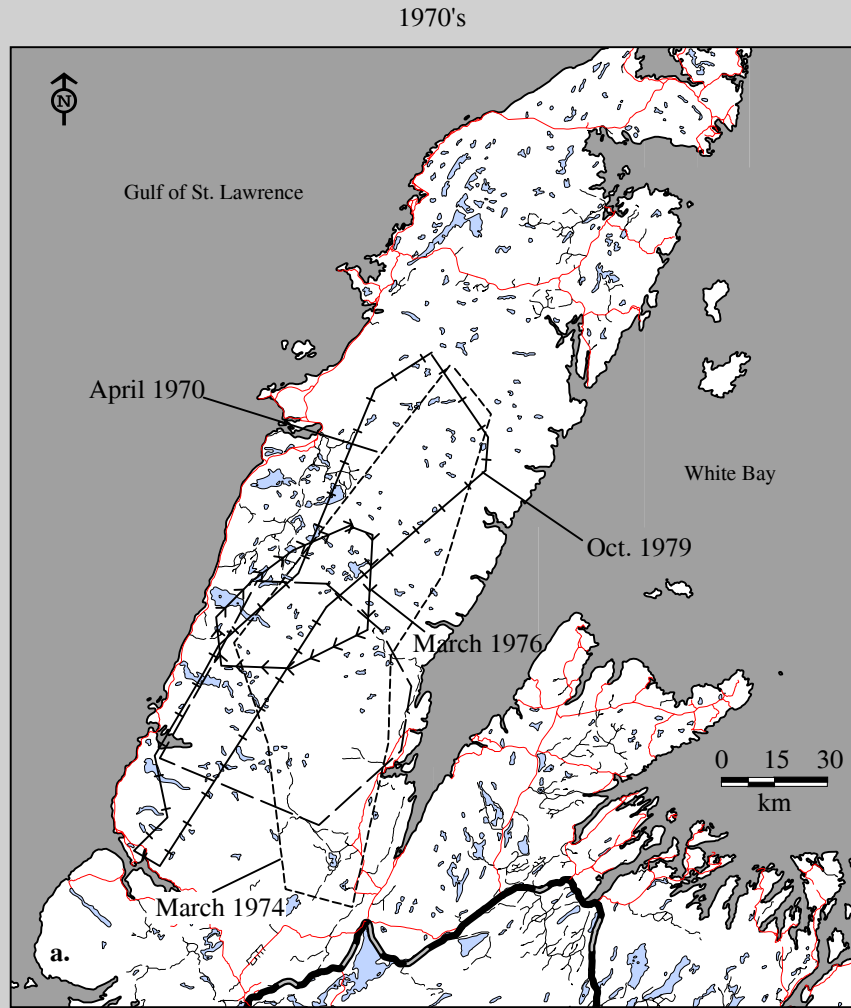 1970's
N
Gulf of St. Lawrence
April 1970
White Bay
Oct. 1979
March 1976
0 15 30
km
March 1974
a.